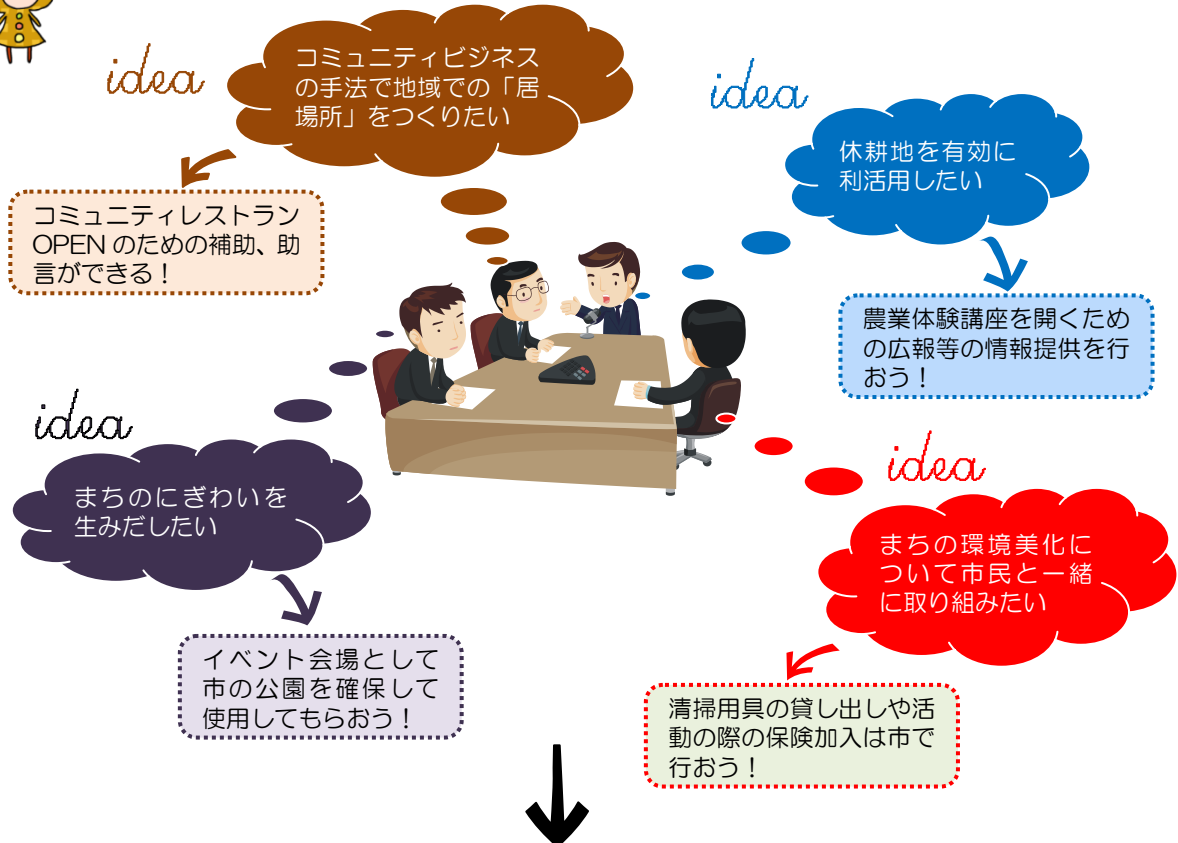 idea
コミュニティビジネス
の手法で地域での「居
場所」をつくりたい
コミュニティレストラン
OPEN のための補助、助
言ができる！
idea
休耕地を有効に
利活用したい
農業体験講座を開くため
の広報等の情報提供を行
おう！
idea
まちのにぎわいを
生みだしたい
イベント会場として
市の公園を確保して
使用してもらおう！
idea
まちの環境美化に
ついて市民と一緒
に取り組みたい
清掃用具の貸し出しや活
動の際の保険加入は市で
行おう！